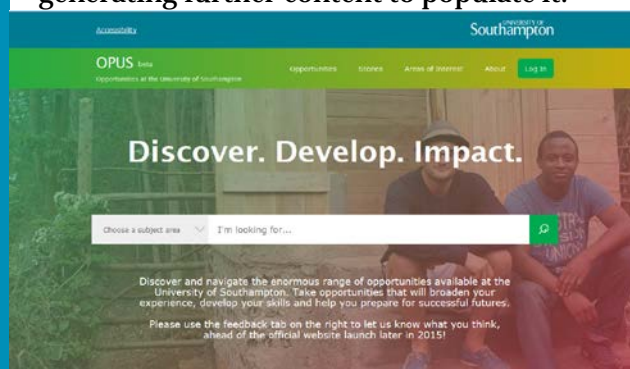 generating further content to populate it.
Accessibility
UNIVERSITY OF
Southampton
OPUS beta
Opportunities at the University of Southampton
Opportunities Stories Areas of Interest About Log In
Discover. Develop. Impact.
Choose a subject area I'm looking for...
Discover and navigate the enormous range of opportunities available at the
University of Southampton. Take opportunities that will broaden your
experience, develop your skills and help you prepare for successful futures.
Please use the feedback tab on the right to let us know what you think,
ahead of the official website launch later in 2015!